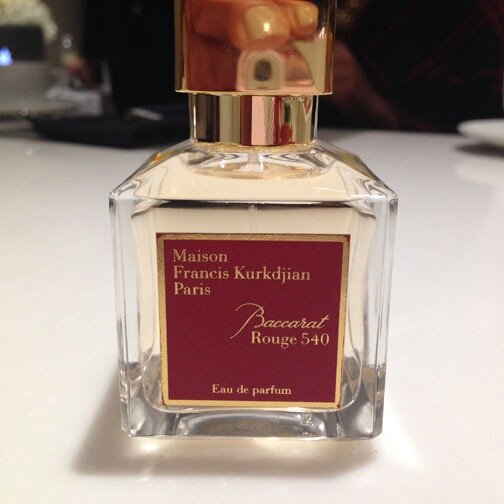 Maison
Francis Kurkdjian
Paris
Baccarat
Rouge 540
Eau de parfum